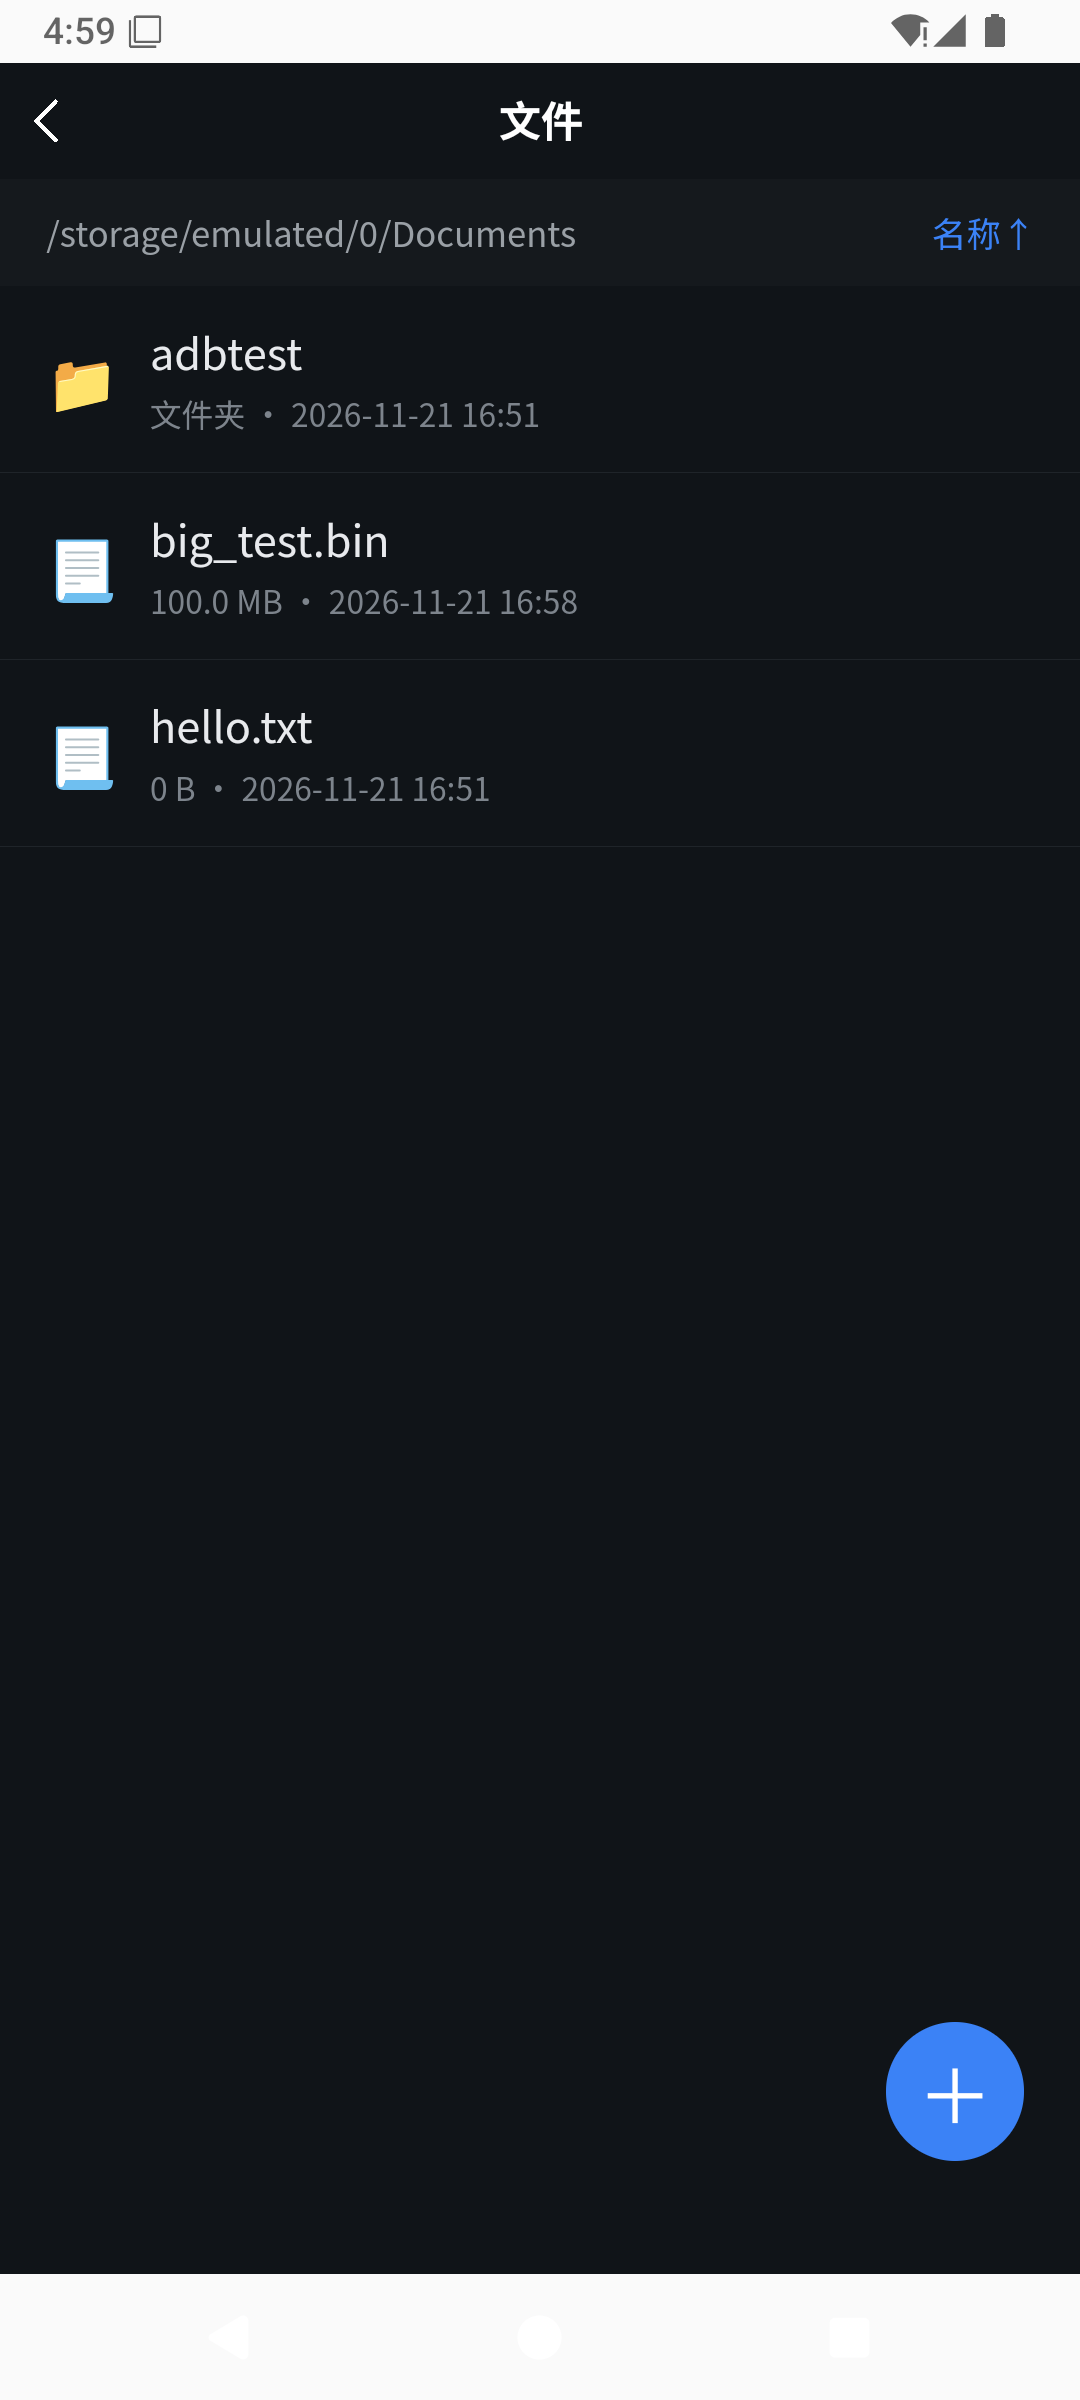 4:59
文件
/storage/emulated/0/Documents
名称↑
adbtest
文件夹 • 2026-11-21 16:51
big_test.bin
100.0 MB • 2026-11-21 16:58
hello.txt
0 B • 2026-11-21 16:51